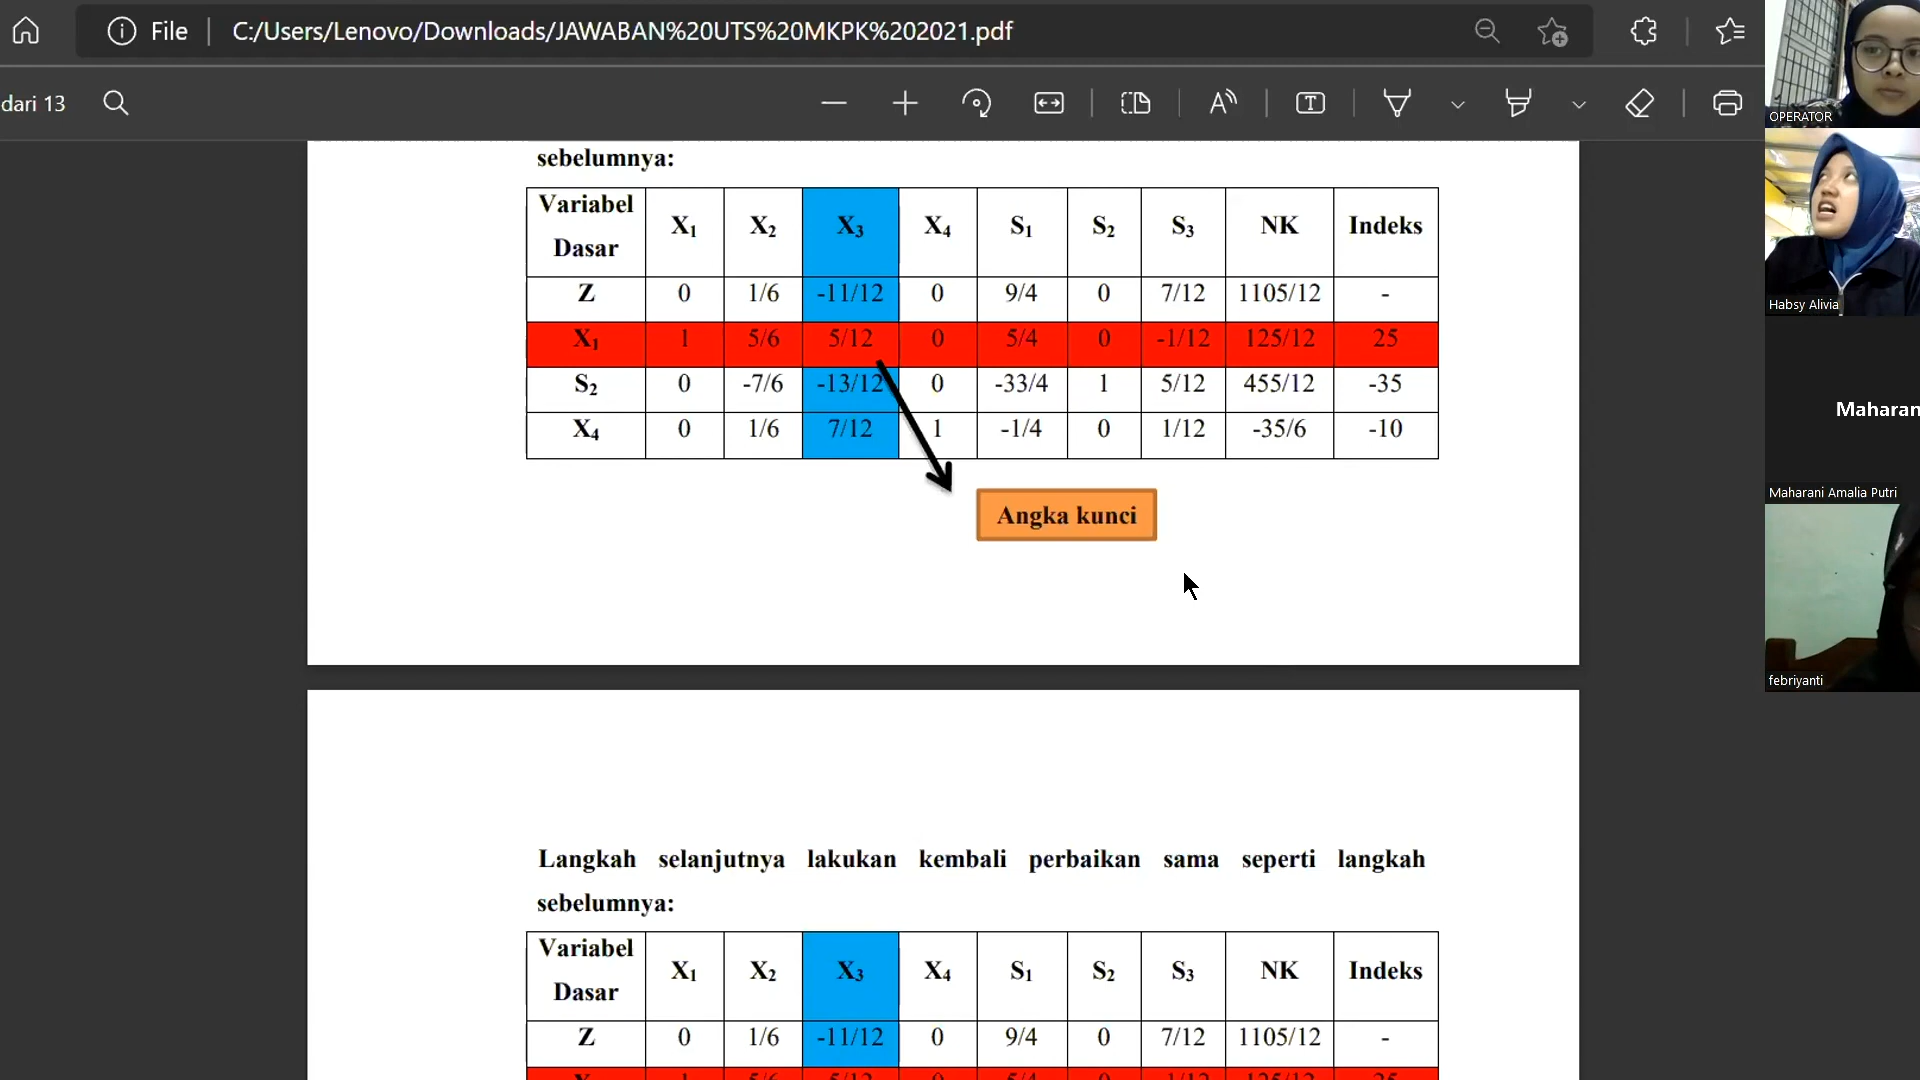 File | C:/Users/Lenovo/Downloads/JAWABAN%20UTS%20MKPK%202021.pdf
dari 13
sebelumnya:
Variabel Dasar X₁ X₂ X₃ X₄ S₁ S₂ S₃ NK Indeks
Z 0 1/6 -11/12 0 9/4 0 7/12 1105/12 -
X₁ 1 5/6 5/12 0 5/4 0 -1/12 125/12 25
S₂ 0 -7/6 -13/12 0 -33/4 1 5/12 455/12 -35
X₄ 0 1/6 7/12 1 -1/4 0 1/12 -35/6 -10
Angka kunci
Langkah selanjutnya lakukan kembali perbaikan sama seperti langkah
sebelumnya:
Variabel Dasar X₁ X₂ X₃ X₄ S₁ S₂ S₃ NK Indeks
Z 0 1/6 -11/12 0 9/4 0 7/12 1105/12 -
OPERATOR
Habsy Alivia
Maharan
Maharani Amalia Putri
febriyanti